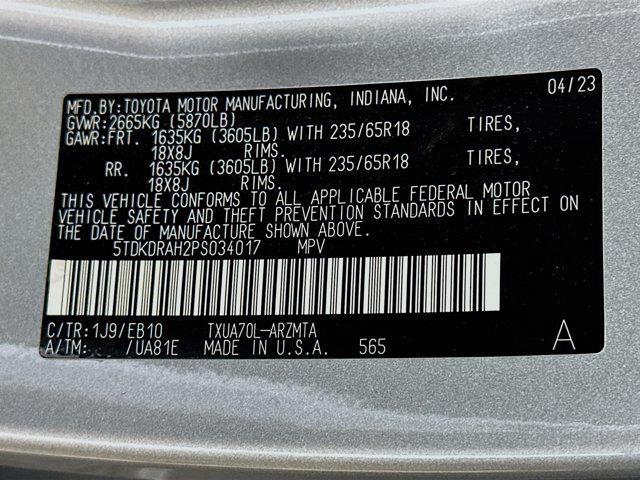 MFD.BY:TOYOTA MOTOR MANUFACTURING, INDIANA, INC. 04/23
GVWR:2665KG (5870LB)
GAWR:FRT. 1635KG (3605LB) WITH 235/65R18 TIRES,
18X8J RIMS.
RR. 1635KG (3605LB) WITH 235/65R18 TIRES,
18X8J RIMS.
THIS VEHICLE CONFORMS TO ALL APPLICABLE FEDERAL MOTOR
VEHICLE SAFETY AND THEFT PREVENTION STANDARDS IN EFFECT ON
THE DATE OF MANUFACTURE SHOWN ABOVE.
5TDKDRAH2PS034017 MPV
C/TR:1J9/EB10 TXUA70L-ARZMTA
A/TM: /UA81E MADE IN U.S.A. 565 A